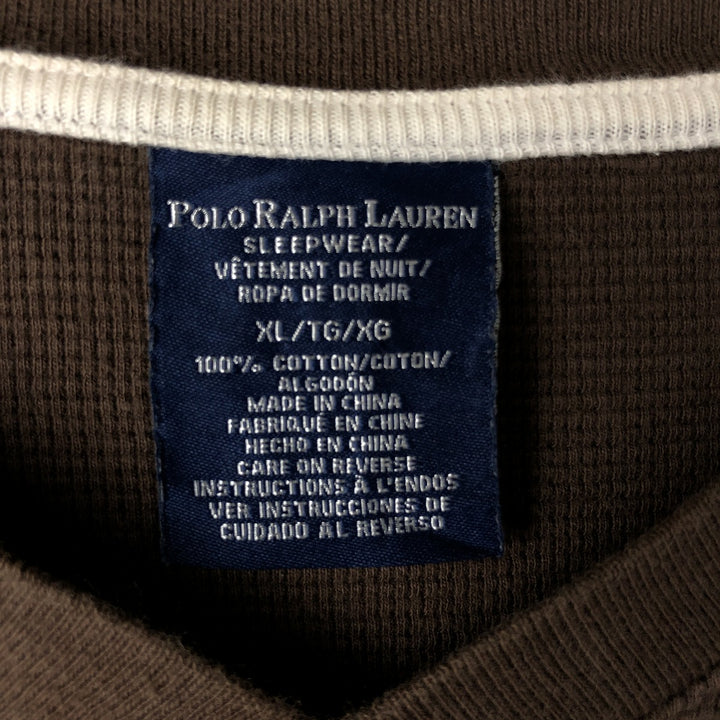 POLO RALPH LAUREN
SLEEPWEAR/
VÊTEMENT DE NUIT/
ROPA DE DORMIR
XL/TG/XG
100% COTTON/COTON/
ALGODÓN
MADE IN CHINA
FABRIQUÉ EN CHINE
HECHO EN CHINA
CARE ON REVERSE
INSTRUCTIONS À L'ENDOS
VER INSTRUCCIONES DE
CUIDADO AL REVERSO